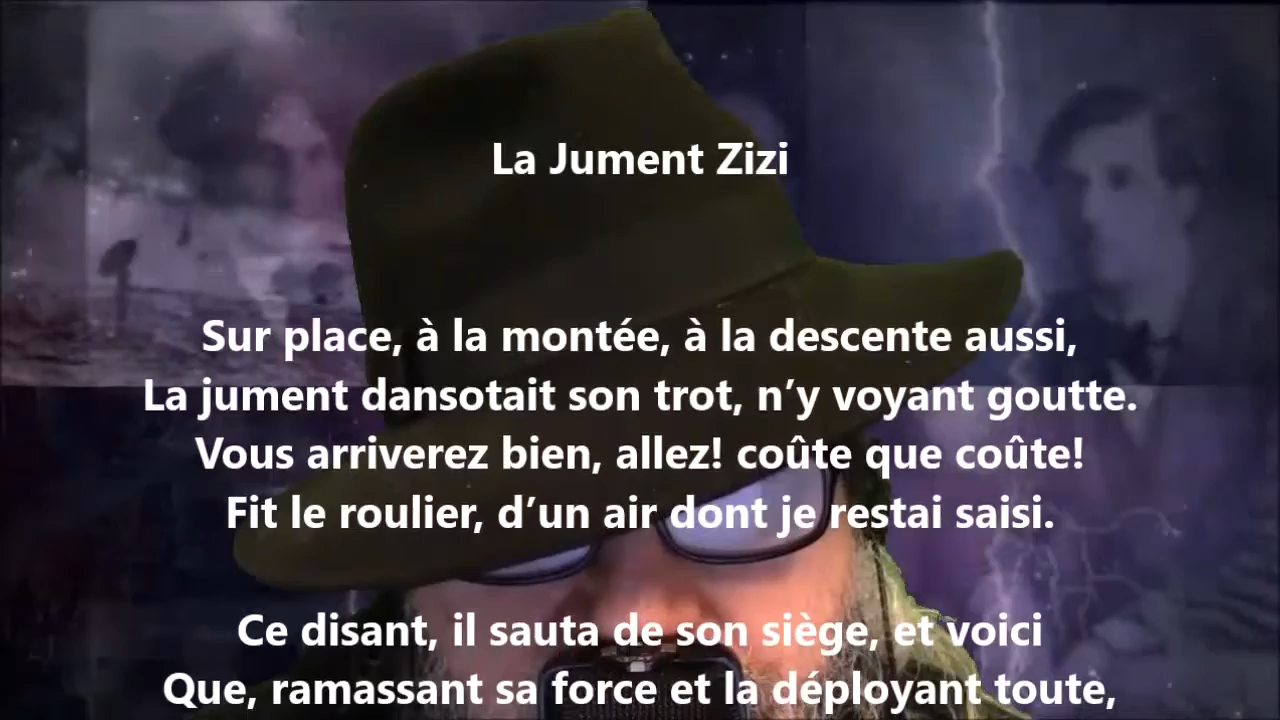 La Jument Zizi
Sur place, à la montée, à la descente aussi,
La jument dansotait son trot, n’y voyant goutte.
Vous arriverez bien, allez! coûte que coûte!
Fit le roulier, d’un air dont je restai saisi.
Ce disant, il sauta de son siège, et voici
Que, ramassant sa force et la déployant toute,